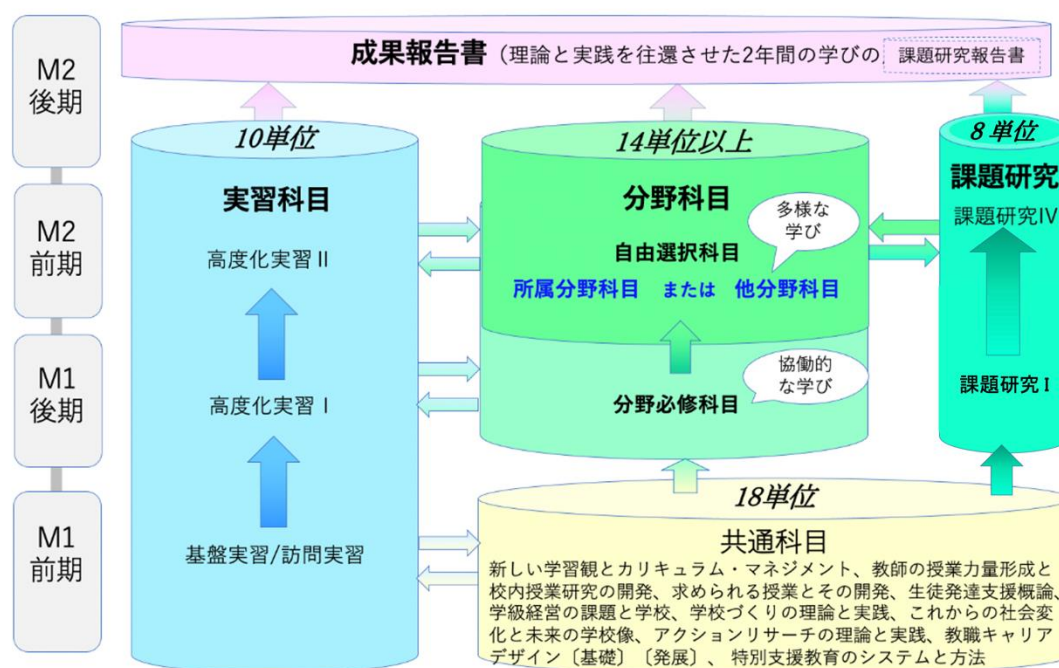 M2
後期
M2
前期
M1
後期
M1
前期
成果報告書(理論と実践を往還させた2年間の学びの 課題研究報告書
10単位
実習科目
高度化実習Ⅱ
高度化実習Ⅰ
基盤実習/訪問実習
14単位以上
分野科目
多様な
学び
自由選択科目
所属分野科目 または 他分野科目
協働的
な学び
分野必修科目
8単位
課題研究
課題研究Ⅳ
課題研究Ⅰ
18単位
共通科目
新しい学習観とカリキュラム・マネジメント、教師の授業力量形成と
校内授業研究の開発、求められる授業とその開発、生徒発達支援概論、
学級経営の課題と学校、学校づくりの理論と実践、これからの社会変
化と未来の学校像、アクションリサーチの理論と実践、教職キャリア
デザイン〔基礎〕〔発展〕、特別支援教育のシステムと方法